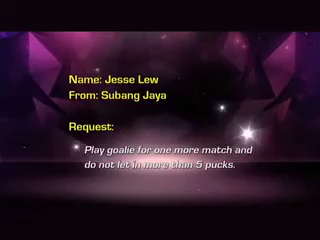 Name: Jesse Lew
From: Subang Jaya
Request:
Play goalie for one more match and
do not let in more than 5 pucks.